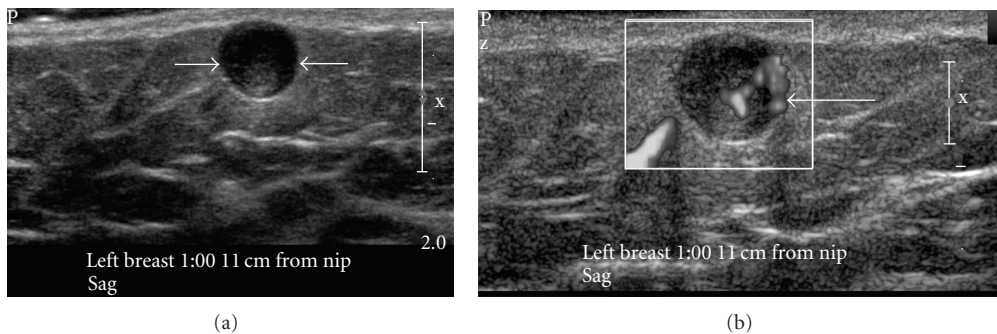 P
x
2.0
Left breast 1:00 11 cm from nip
Sag
(a)
P
z
x
Left breast 1:00 11 cm from nip
Sag
(b)